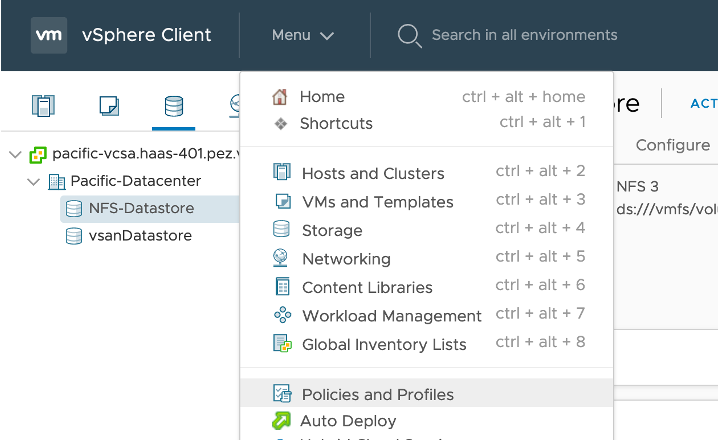 vm vSphere Client Menu Search in all environments
Home ctrl + alt + home
Shortcuts ctrl + alt + 1
Hosts and Clusters ctrl + alt + 2
VMs and Templates ctrl + alt + 3
Storage ctrl + alt + 4
Networking ctrl + alt + 5
Content Libraries ctrl + alt + 6
Workload Management ctrl + alt + 7
Global Inventory Lists ctrl + alt + 8
Policies and Profiles
Auto Deploy
pacific-vcsa.haas-401.pez.v
Pacific-Datacenter
NFS-Datastore
vsanDatastore
ore ACT
Configure
NFS 3
ds:///vmfs/volu